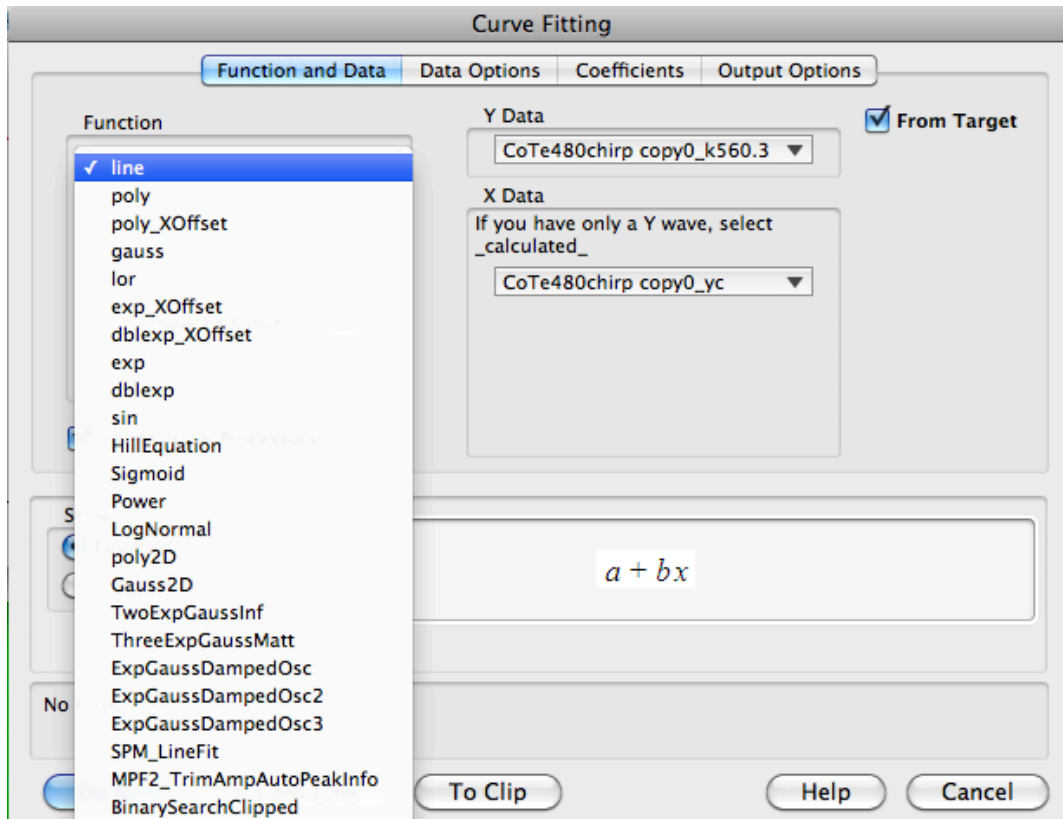 Curve Fitting
Function and Data
Data Options
Coefficients
Output Options
Function
✓ line
poly
poly_XOffset
gauss
lor
exp_XOffset
dblexp_XOffset
exp
dblexp
sin
HillEquation
Sigmoid
Power
LogNormal
poly2D
Gauss2D
TwoExpGaussInf
ThreeExpGaussMatt
ExpGaussDampedOsc
ExpGaussDampedOsc2
ExpGaussDampedOsc3
SPM_LineFit
MPF2_TrimAmpAutoPeakInfo
BinarySearchClipped
Y Data
CoTe480chirp copy0_k560.3
X Data
If you have only a Y wave, select
_calculated_
CoTe480chirp copy0_yc
From Target
a + bx
No
To Clip
Help
Cancel